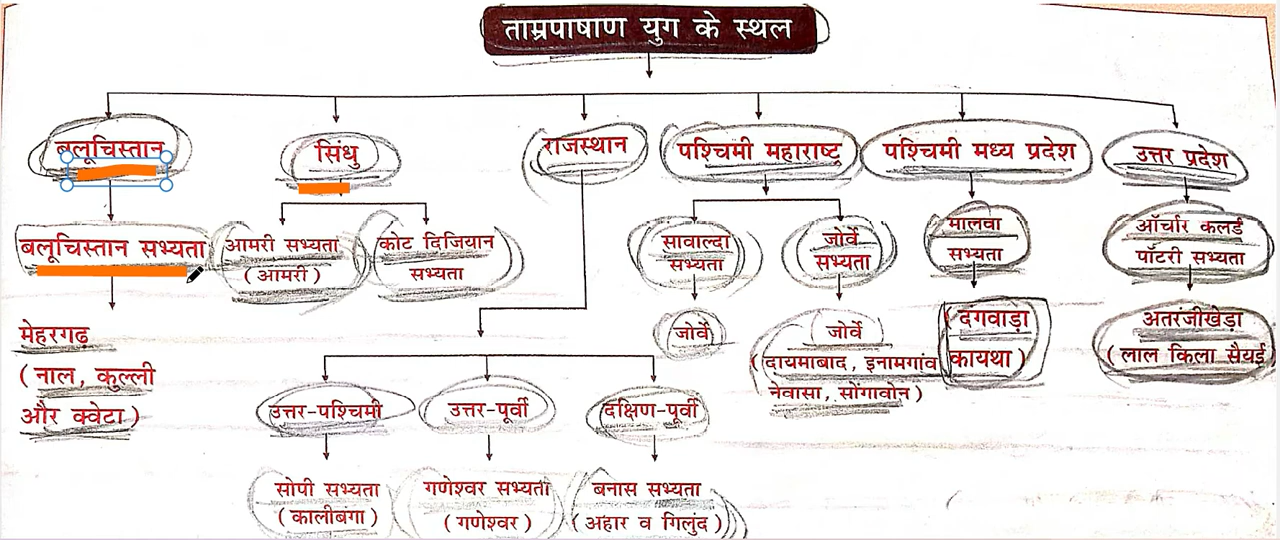 ताम्रपाषाण युग के स्थल
बलूचिस्तान
सिंधु
राजस्थान
पश्चिमी महाराष्ट्र
पश्चिमी मध्य प्रदेश
उत्तर प्रदेश
बलूचिस्तान सभ्यता
आमरी सभ्यता
(आमरी)
कोट दिजियान
सभ्यता
सावाल्दा
सभ्यता
जोर्वे
सभ्यता
मालवा
सभ्यता
ऑर्चार कलर्ड
पॉटरी सभ्यता
मेहरगढ़
(नाल, कुल्ली
और क्वेटा)
जोर्वे
जोर्वे
(दायमाबाद, इनामगांव
नेवासा, सोंगावोन)
(दंगवाड़ा
कायथा)
अतरंजीखेड़ा
(लाल किला सैयई)
उत्तर-पश्चिमी
उत्तर-पूर्वी
दक्षिण-पूर्वी
सोपी सभ्यता
(कालीबंगा)
गणेश्वर सभ्यता
(गणेश्वर)
बनास सभ्यता
(अहार व गिलुंद)